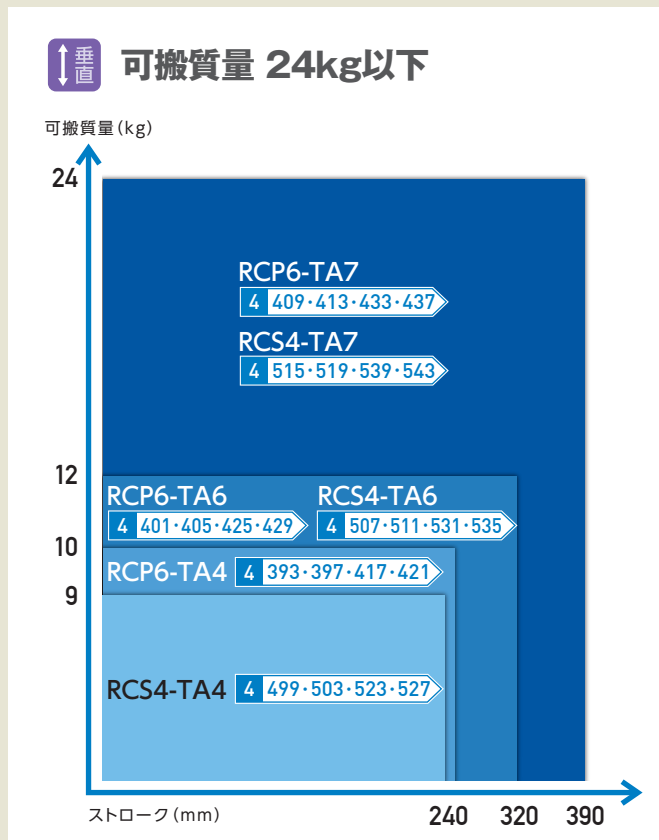 垂直
可搬質量 24kg以下
可搬質量(kg)
24
RCP6-TA7
4 409・413・433・437
RCS4-TA7
4 515・519・539・543
12
RCP6-TA6
4 401・405・425・429
RCS4-TA6
4 507・511・531・535
10
RCP6-TA4 4 393・397・417・421
9
RCS4-TA4 4 499・503・523・527
ストローク(mm)
240 320 390